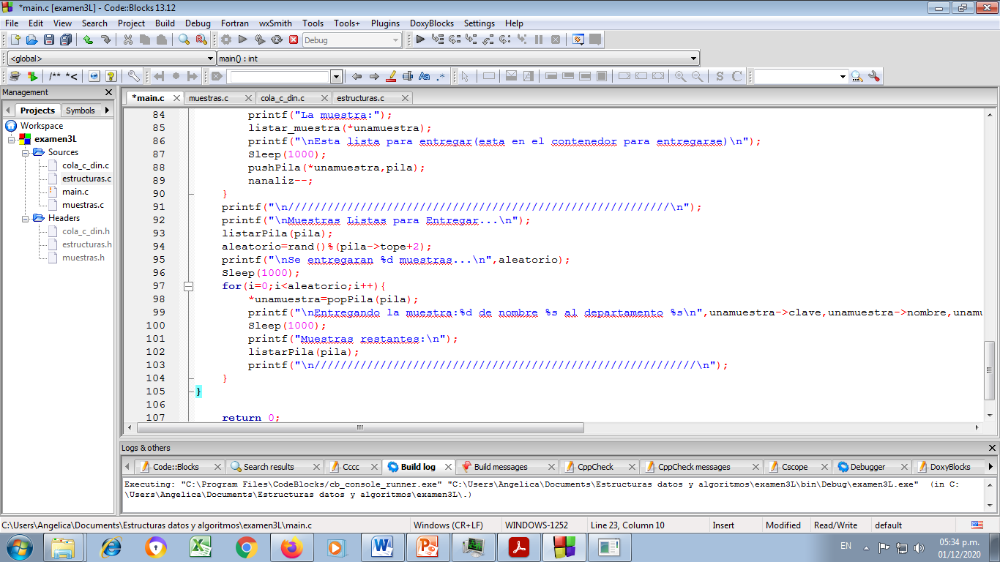 *main.c [examen3L] - Code::Blocks 13.12
File Edit View Search Project Build Debug Fortran wxSmith Tools Tools+ Plugins DoxyBlocks Settings Help
Debug
<global> main() : int
/** *<
Management
Projects Symbols
Workspace
examen3L
Sources
cola_c_din.c
estructuras.c
main.c
muestras.c
Headers
cola_c_din.h
estructuras.h
muestras.h
*main.c muestras.c cola_c_din.c estructuras.c
84 printf("La muestra:");
85 listar_muestra(*unamuestra);
86 printf("\nEsta lista para entregar(esta en el contenedor para entregarse)\n");
87 Sleep(1000);
88 pushPila(*unamuestra,pila);
89 nanaliz--;
90 }
91 printf("\n//////////////////////////////////////////////////////////\n");
92 printf("\nMuestras Listas para Entregar...\n");
93 listarPila(pila);
94 aleatorio=rand()%(pila->tope+2);
95 printf("\nSe entregaran %d muestras...\n",aleatorio);
96 Sleep(1000);
97 for(i=0;i<aleatorio;i++){
98 *unamuestra=popPila(pila);
99 printf("\nEntregando la muestra:%d de nombre %s al departamento %s\n",unamuestra->clave,unamuestra->nombre,unamu
100 Sleep(1000);
101 printf("Muestras restantes:\n");
102 listarPila(pila);
103 printf("\n//////////////////////////////////////////////////////////\n");
104 }
105 }
106
107 return 0;
Logs & others
Code::Blocks Search results Cccc Build log Build messages CppCheck CppCheck messages Cscope Debugger DoxyBlocks
Executing: "C:\Program Files\CodeBlocks/cb_console_runner.exe" "C:\Users\Angelica\Documents\Estructuras datos y algoritmos\examen3L\bin\Debug\examen3L.exe" (in C:
\Users\Angelica\Documents\Estructuras datos y algoritmos\examen3L\.)
C:\Users\Angelica\Documents\Estructuras datos y algoritmos\examen3L\main.c Windows (CR+LF) WINDOWS-1252 Line 23, Column 10 Insert Modified Read/Write default
EN
05:34 p.m.
01/12/2020